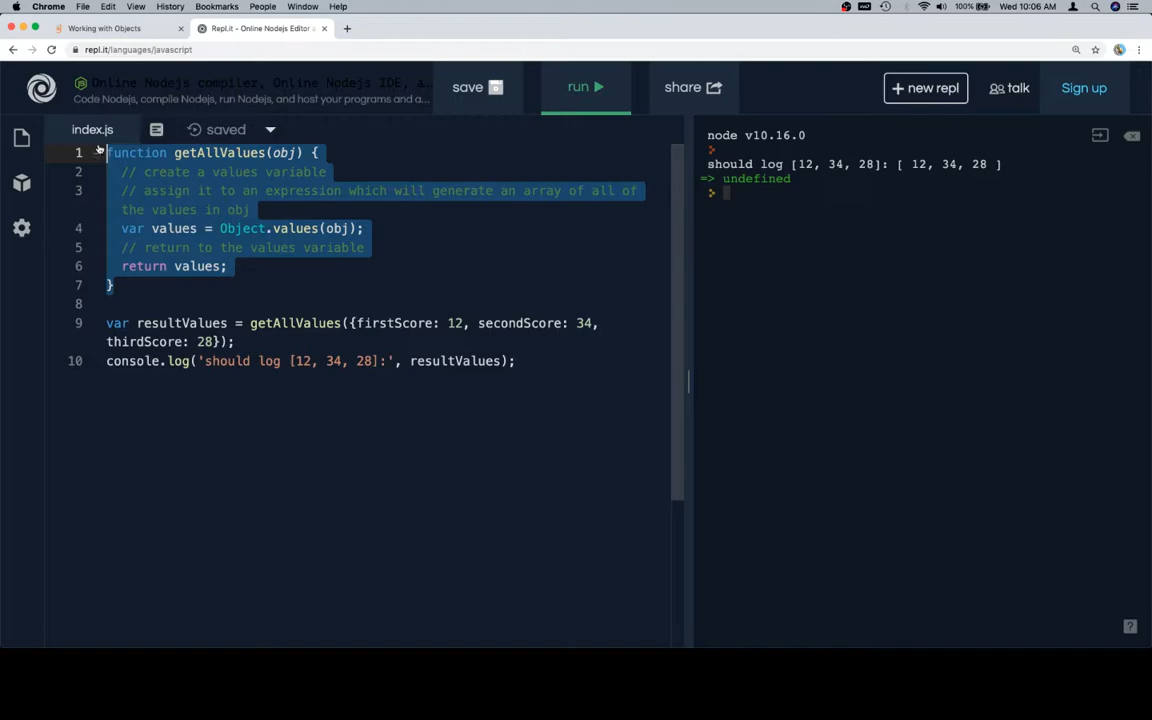 Chrome File Edit View History Bookmarks People Window Help 100% Wed 10:06 AM
Working with Objects Repl.it - Online Nodejs Editor a
repl.it/languages/javascript
Online Nodejs compiler, Online Nodejs IDE, a…
Code Nodejs, compile Nodejs, run Nodejs, and host your programs and a…
save run share + new repl talk Sign up
index.js saved
1 function getAllValues(obj) {
2 // create a values variable
3 // assign it to an expression which will generate an array of all of
the values in obj
4 var values = Object.values(obj);
5 // return to the values variable
6 return values;
7 }
8
9 var resultValues = getAllValues({firstScore: 12, secondScore: 34,
thirdScore: 28});
10 console.log('should log [12, 34, 28]:', resultValues);
node v10.16.0
should log [12, 34, 28]: [ 12, 34, 28 ]
=> undefined
?